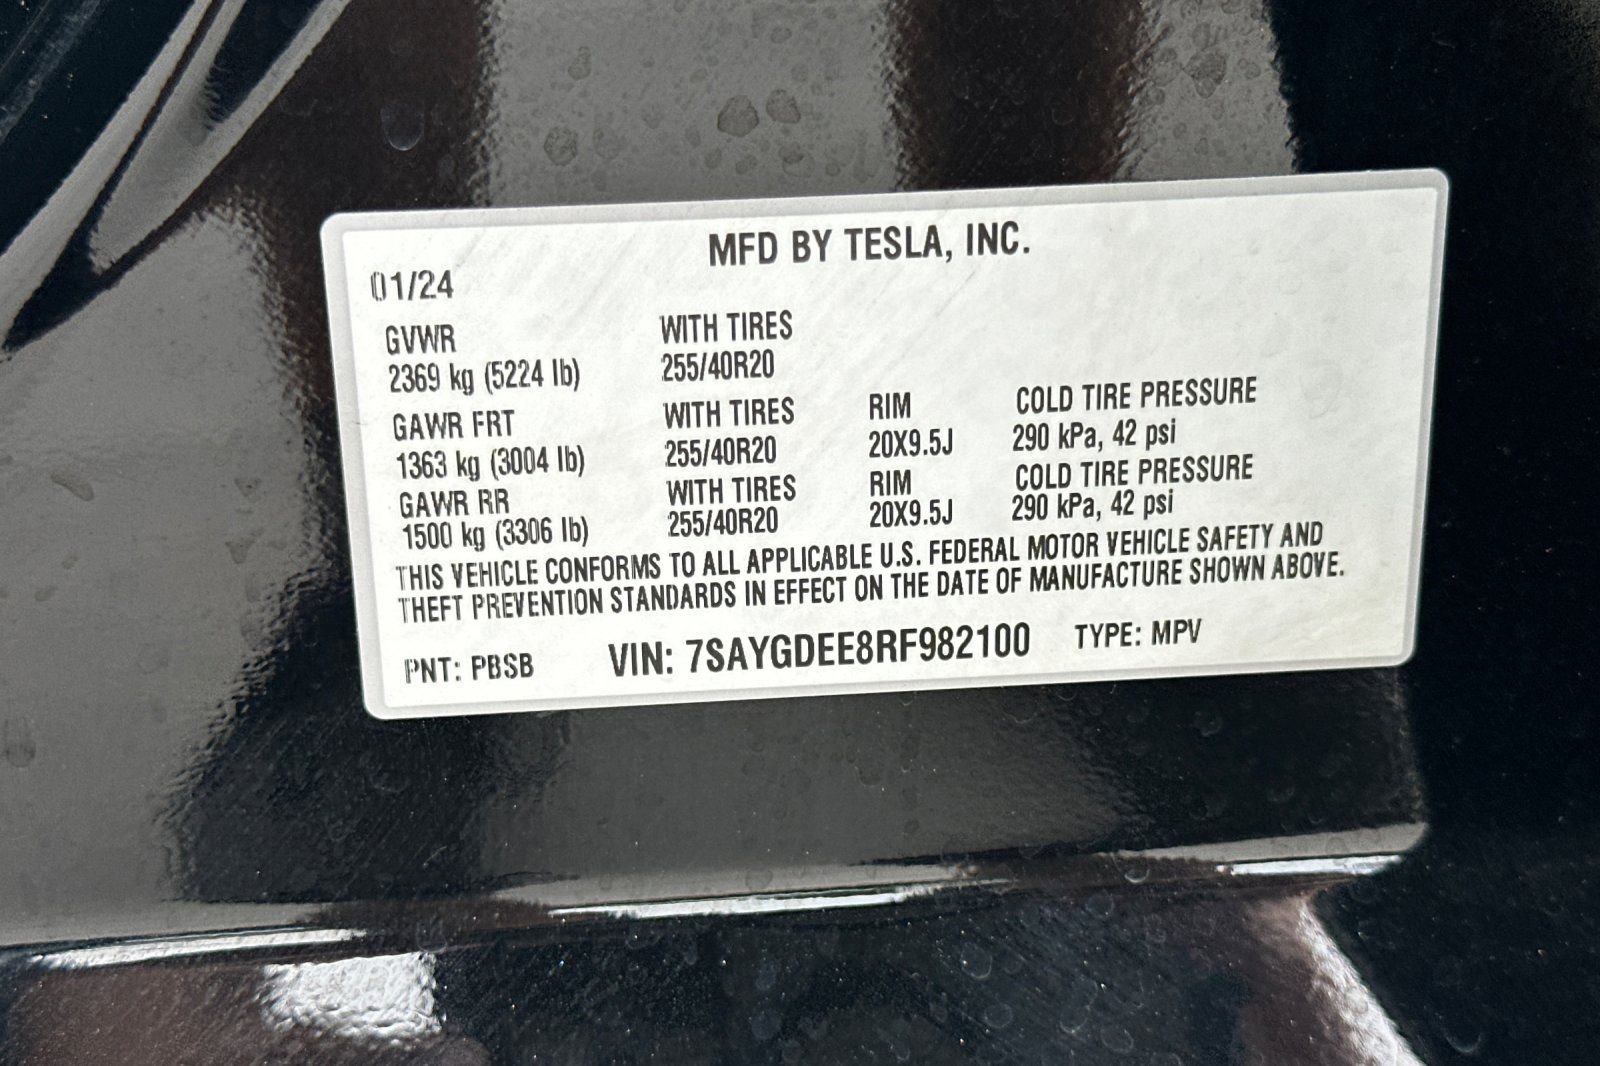 MFD BY TESLA, INC.
01/24
GVWR WITH TIRES
2369 kg (5224 lb) 255/40R20
GAWR FRT WITH TIRES RIM COLD TIRE PRESSURE
1363 kg (3004 lb) 255/40R20 20X9.5J 290 kPa, 42 psi
GAWR RR WITH TIRES RIM COLD TIRE PRESSURE
1500 kg (3306 lb) 255/40R20 20X9.5J 290 kPa, 42 psi
THIS VEHICLE CONFORMS TO ALL APPLICABLE U.S. FEDERAL MOTOR VEHICLE SAFETY AND
THEFT PREVENTION STANDARDS IN EFFECT ON THE DATE OF MANUFACTURE SHOWN ABOVE.
PNT: PBSB VIN: 7SAYGDEE8RF982100 TYPE: MPV